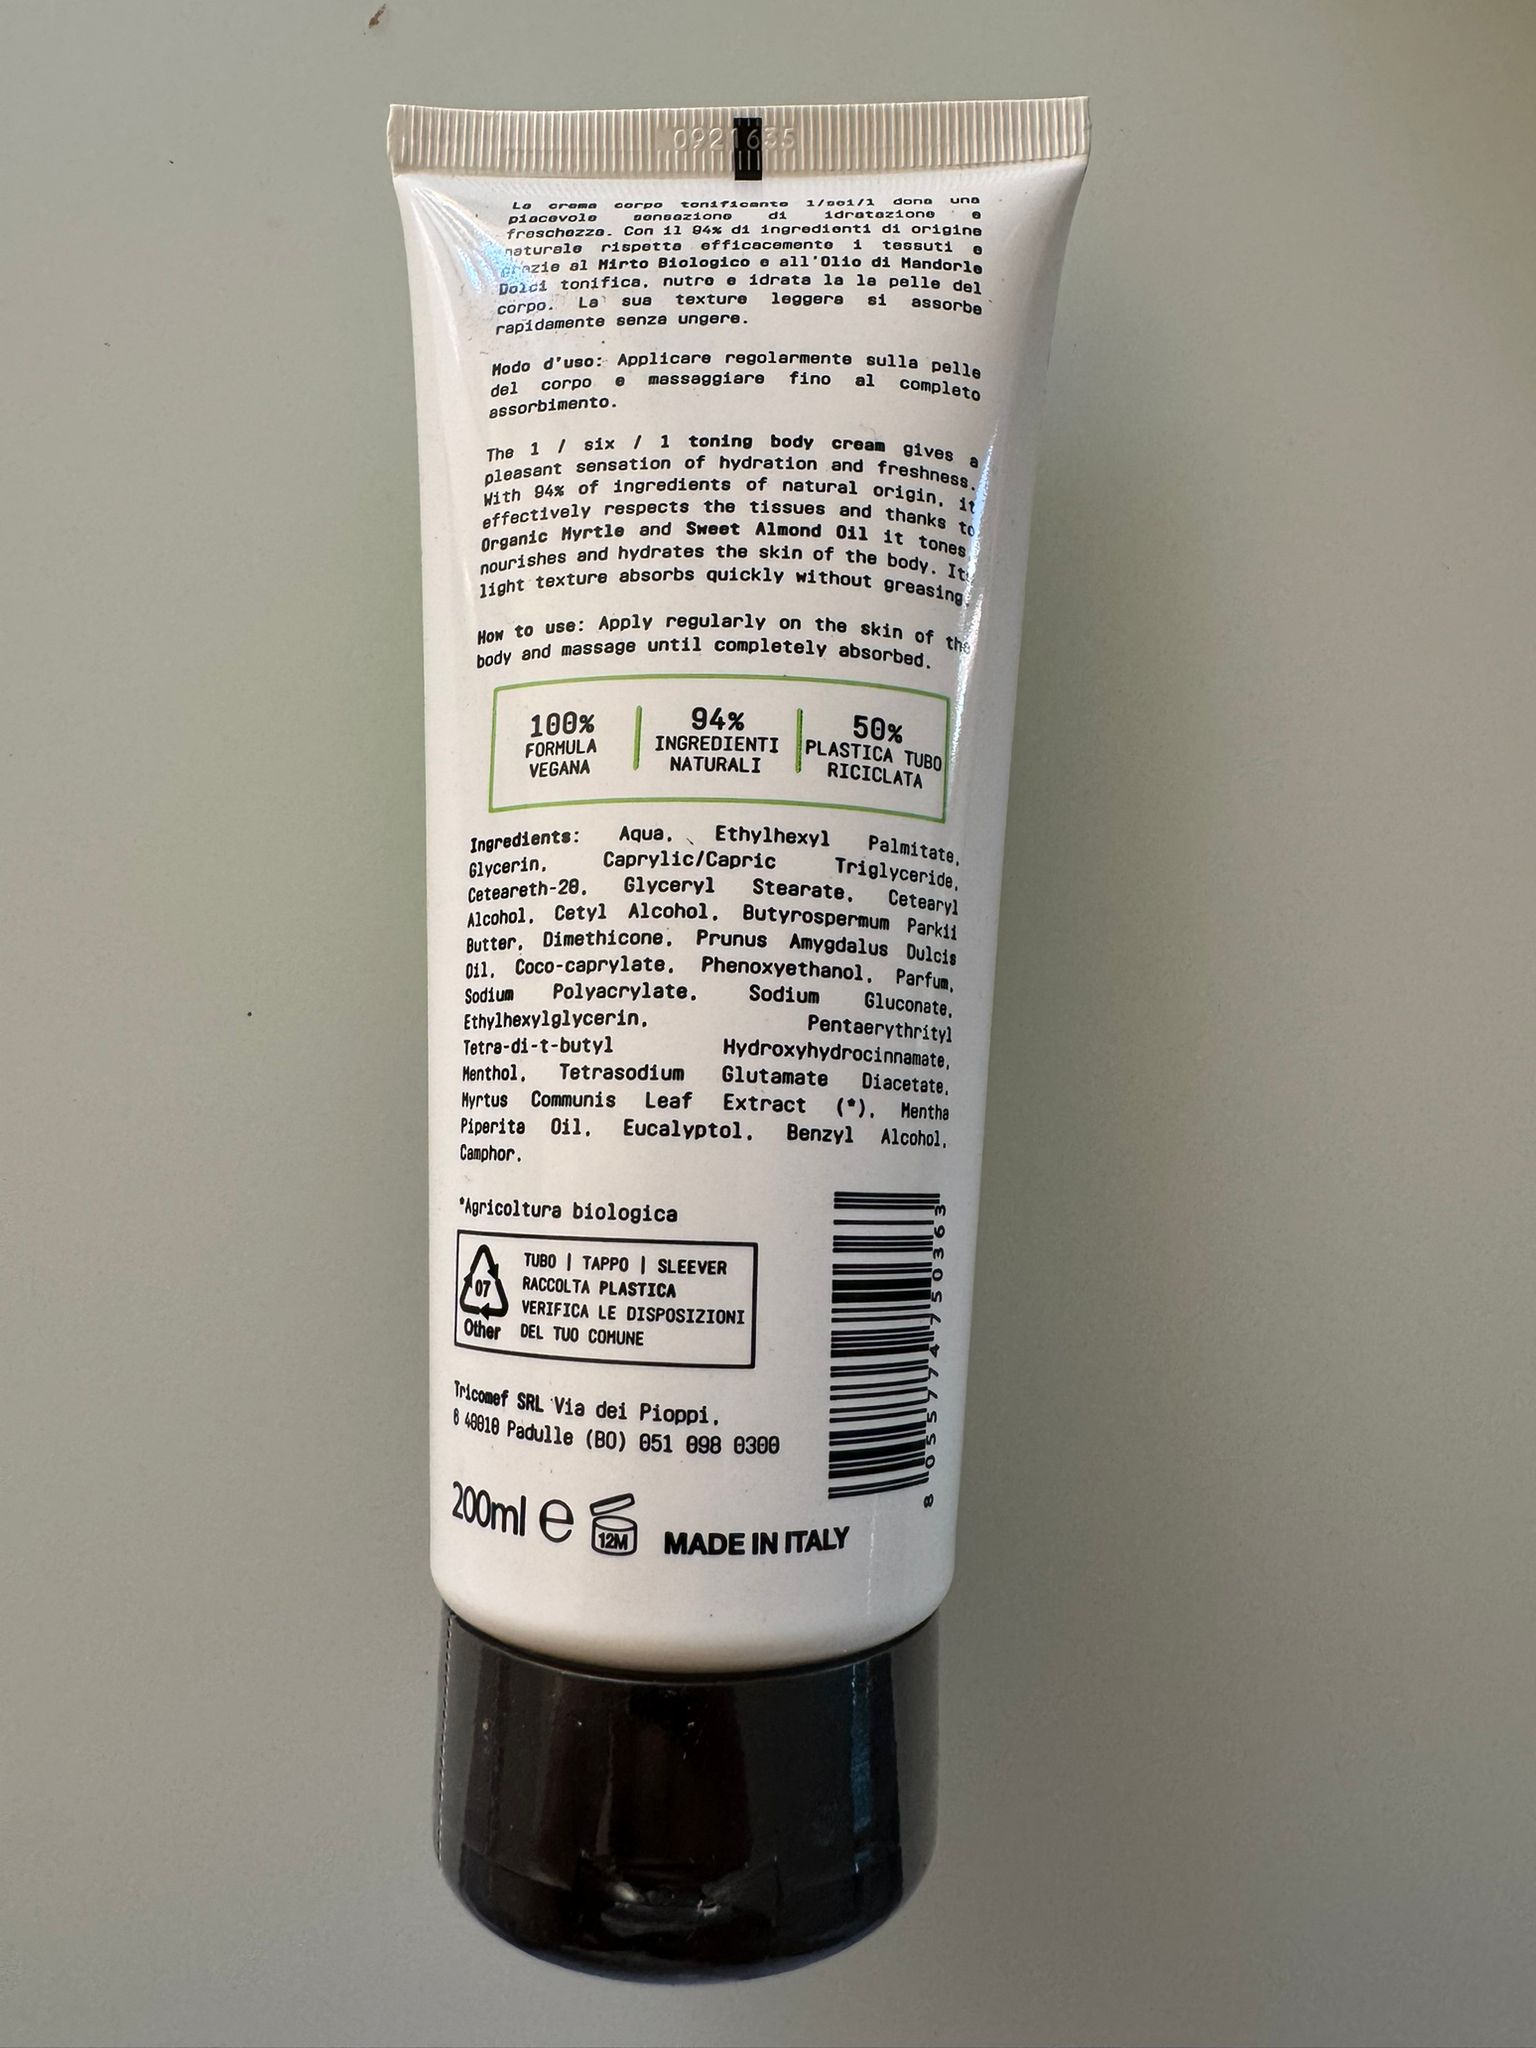 0921635
La crema corpo tonificante 1/sei/1 dona una
piacevole sensazione di idratazione e
freschezza. Con il 94% di ingredienti di origine
naturale rispetta efficacemente i tessuti e
grazie al Mirto Biologico e all'Olio di Mandorle
Dolci tonifica, nutre e idrata la la pelle del
corpo. La sua texture leggera si assorbe
rapidamente senza ungere.
Modo d'uso: Applicare regolarmente sulla pelle
del corpo e massaggiare fino al completo
assorbimento.
The 1 / six / 1 toning body cream gives a
pleasant sensation of hydration and freshness.
With 94% of ingredients of natural origin, it
effectively respects the tissues and thanks to
Organic Myrtle and Sweet Almond Oil it tones,
nourishes and hydrates the skin of the body. Its
light texture absorbs quickly without greasing.
How to use: Apply regularly on the skin of the
body and massage until completely absorbed.
100%
FORMULA
VEGANA
94%
INGREDIENTI
NATURALI
50%
PLASTICA TUBO
RICICLATA
Ingredients: Aqua, Ethylhexyl Palmitate,
Glycerin, Caprylic/Capric Triglyceride,
Ceteareth-20, Glyceryl Stearate, Cetearyl
Alcohol, Cetyl Alcohol, Butyrospermum Parkii
Butter, Dimethicone, Prunus Amygdalus Dulcis
Oil, Coco-caprylate, Phenoxyethanol, Parfum,
Sodium Polyacrylate, Sodium Gluconate,
Ethylhexylglycerin, Pentaerythrityl
Tetra-di-t-butyl Hydroxyhydrocinnamate,
Menthol, Tetrasodium Glutamate Diacetate,
Myrtus Communis Leaf Extract (*), Mentha
Piperita Oil, Eucalyptol, Benzyl Alcohol,
Camphor.
*Agricoltura biologica
07
Other
TUBO | TAPPO | SLEEVER
RACCOLTA PLASTICA
VERIFICA LE DISPOSIZIONI
DEL TUO COMUNE
8 055774 750363
Tricomef SRL Via dei Pioppi,
6 40010 Padulle (BO) 051 098 0300
200ml e 12M MADE IN ITALY